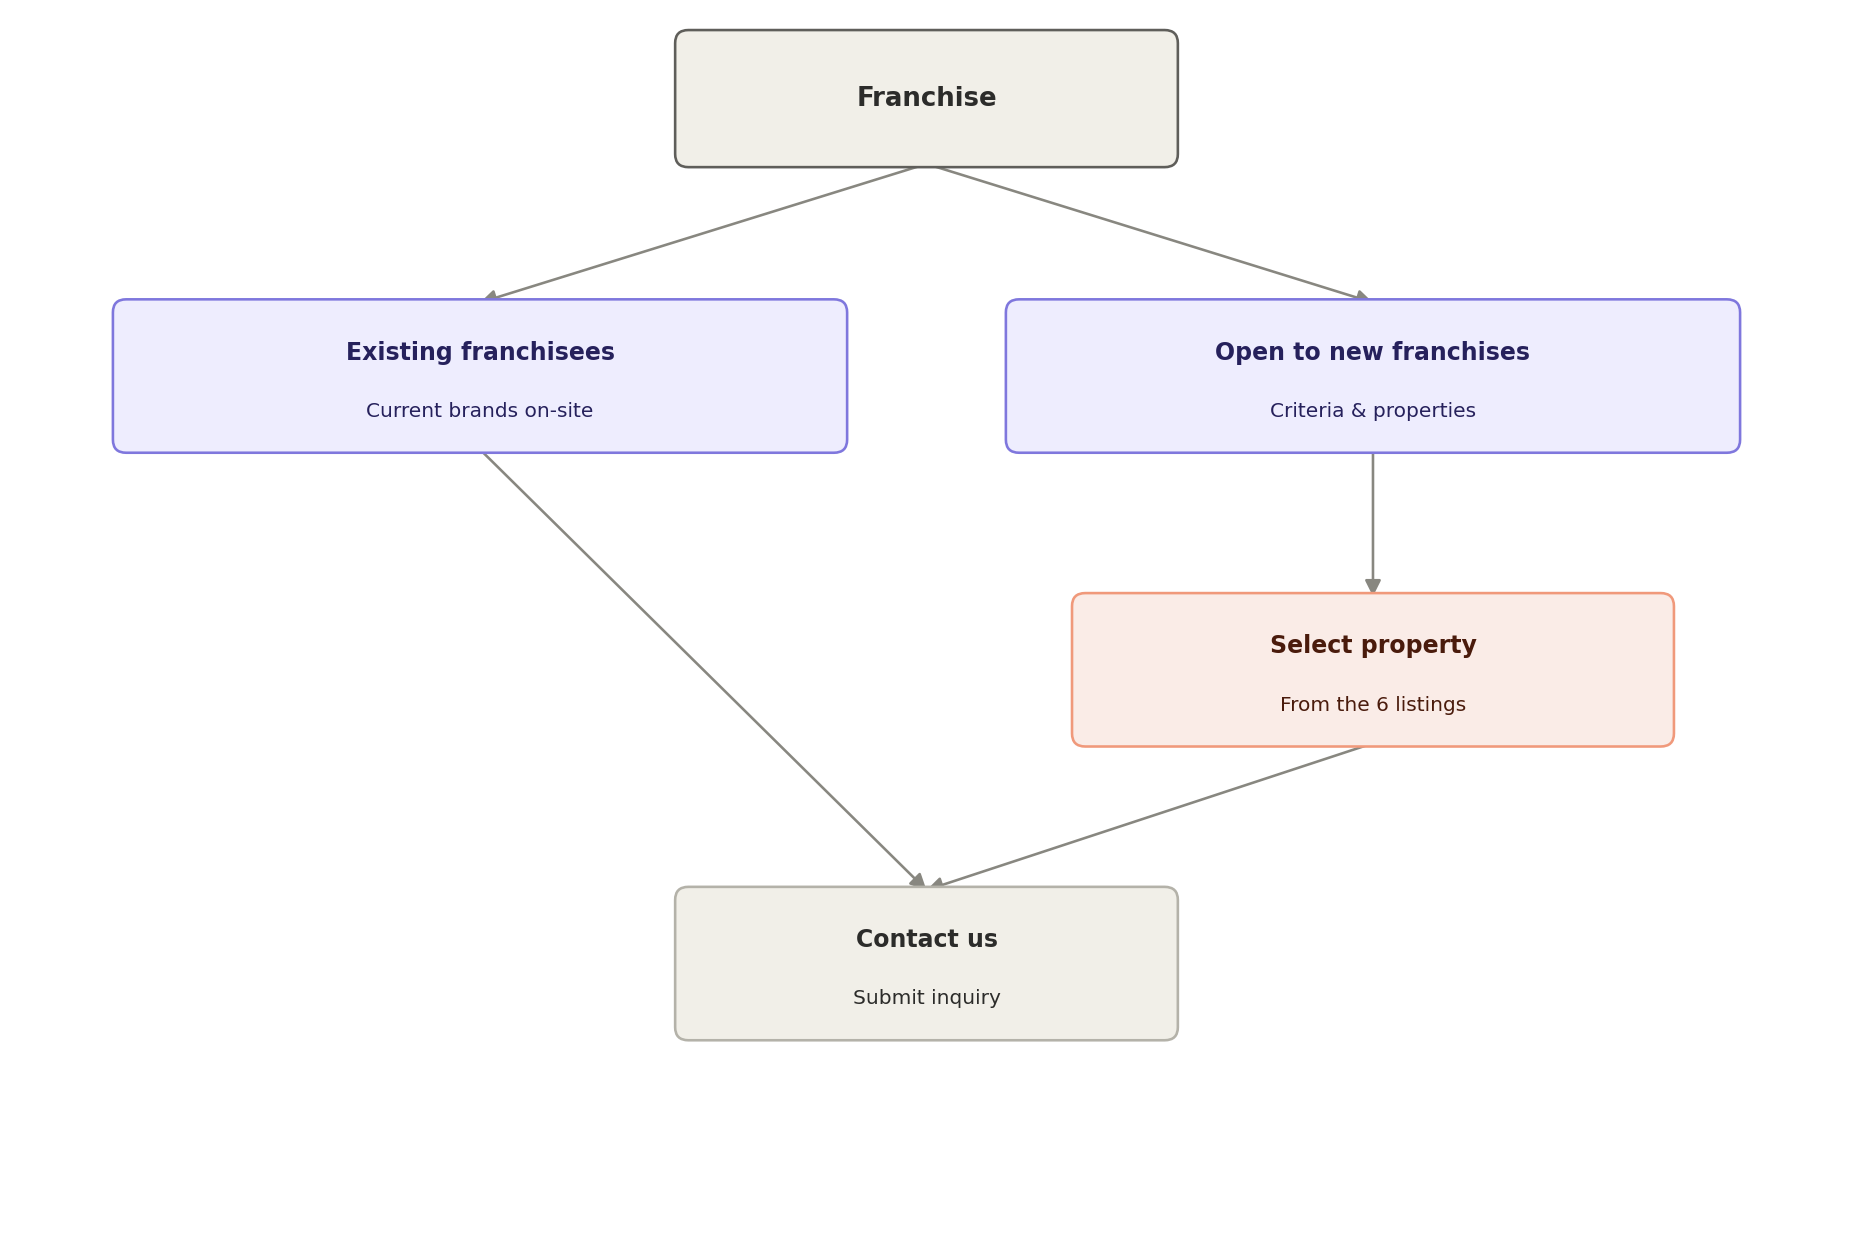 Franchise
Existing franchisees
Current brands on-site
Open to new franchises
Criteria & properties
Select property
From the 6 listings
Contact us
Submit inquiry